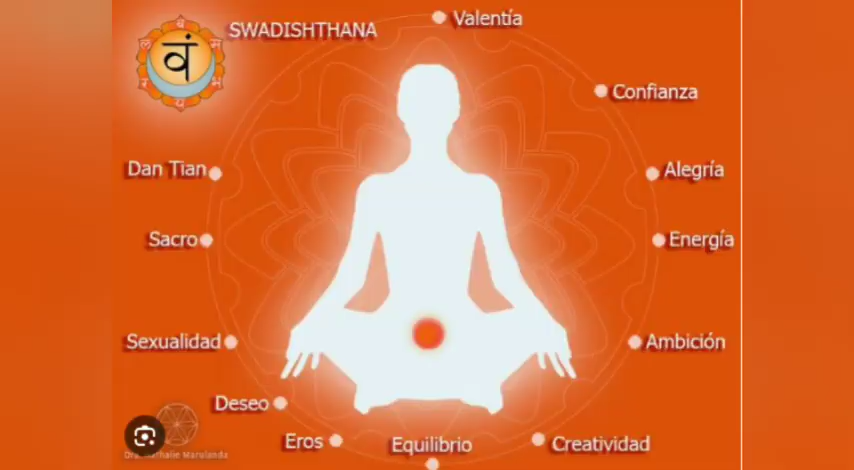 वं
SWADISHTHANA
Valentía
Confianza
Dan Tian
Alegría
Sacro
Energía
Sexualidad
Ambición
Deseo
Eros
Equilibrio
Creatividad